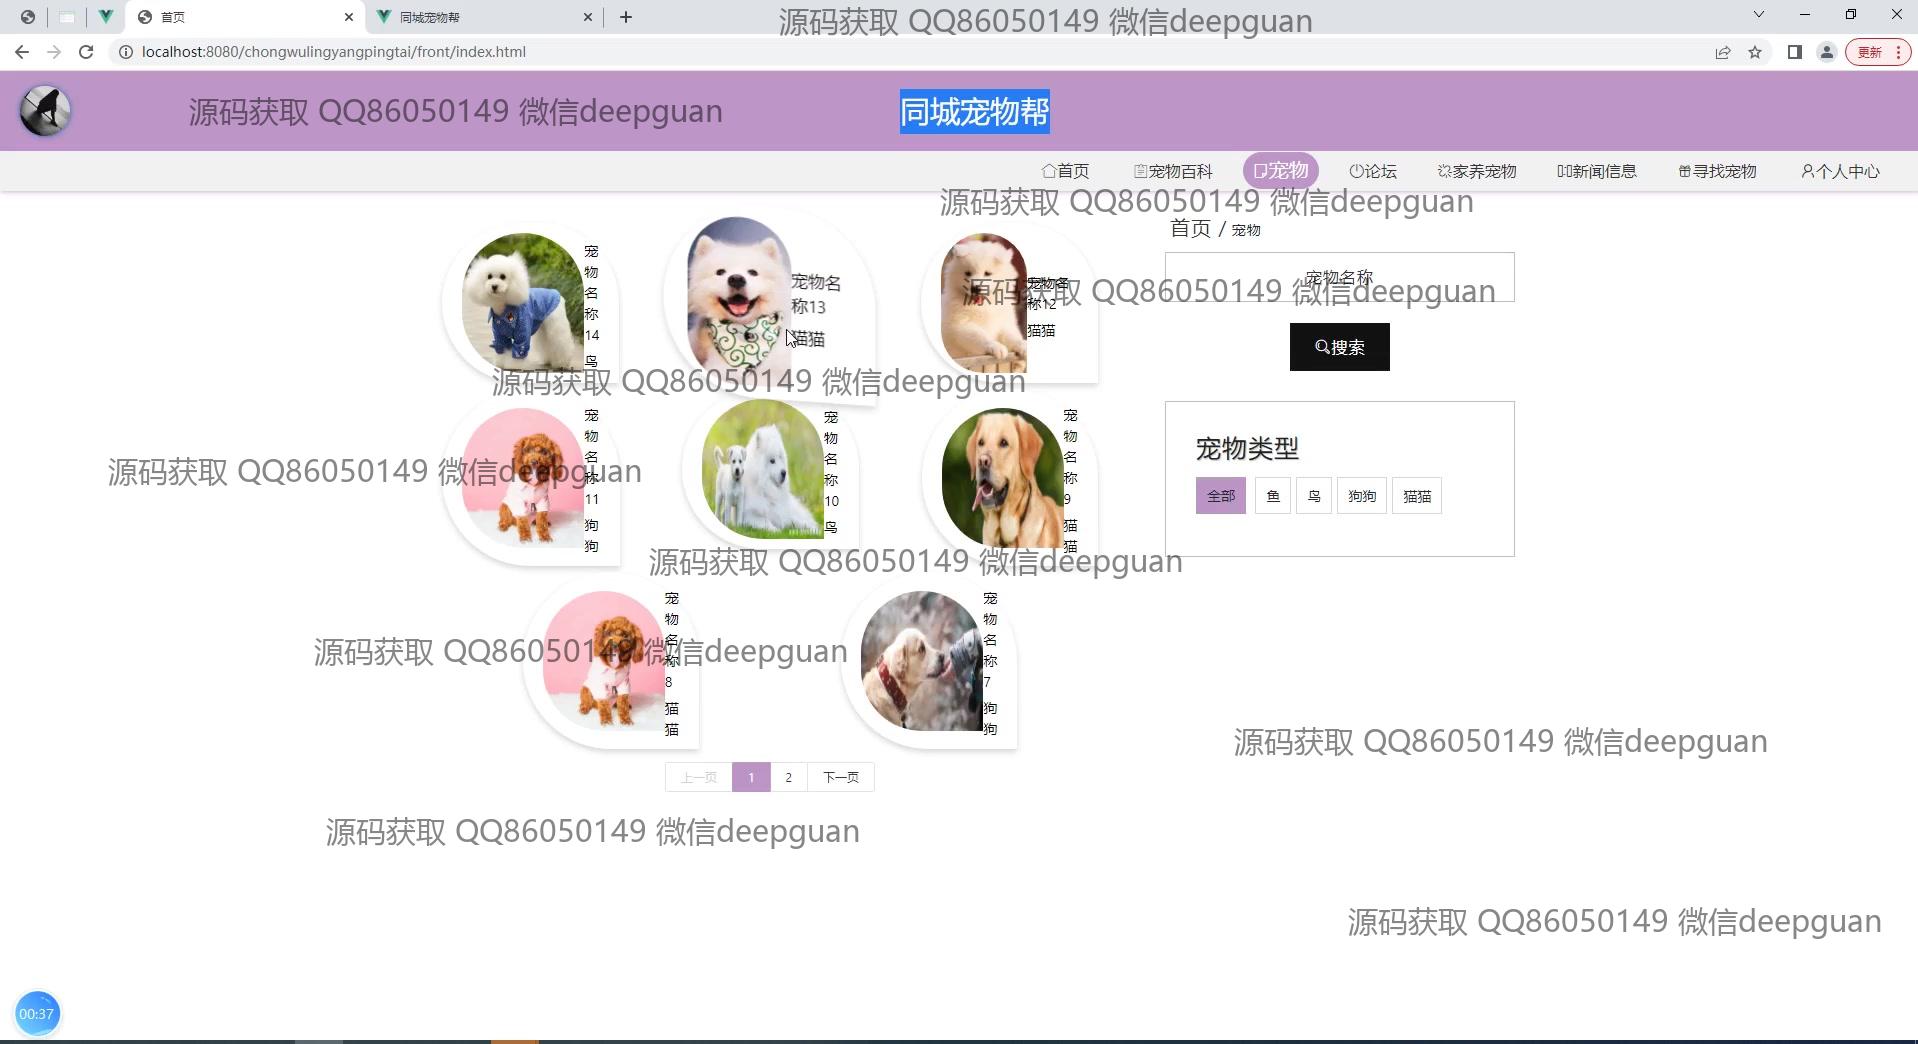 首页
同城宠物帮
源码获取 QQ86050149 微信deepguan
localhost:8080/chongwulingyangpingtai/front/index.html
更新
源码获取 QQ86050149 微信deepguan
同城宠物帮
首页
宠物百科
宠物
论坛
家养宠物
新闻信息
寻找宠物
个人中心
源码获取 QQ86050149 微信deepguan
首页 / 宠物
宠物名称14
鸟
宠物名称13
猫猫
宠物名称12
猫猫
宠物名称
源码获取 QQ86050149 微信deepguan
搜索
源码获取 QQ86050149 微信deepguan
宠物名称11
狗狗
宠物名称10
鸟
宠物名称9
猫猫
宠物类型
全部
鱼
鸟
狗狗
猫猫
源码获取 QQ86050149 微信deepguan
源码获取 QQ86050149 微信deepguan
宠物名称8
猫猫
宠物名称7
狗狗
源码获取 QQ86050149 微信deepguan
源码获取 QQ86050149 微信deepguan
上一页
1
2
下一页
源码获取 QQ86050149 微信deepguan
源码获取 QQ86050149 微信deepguan
00:37